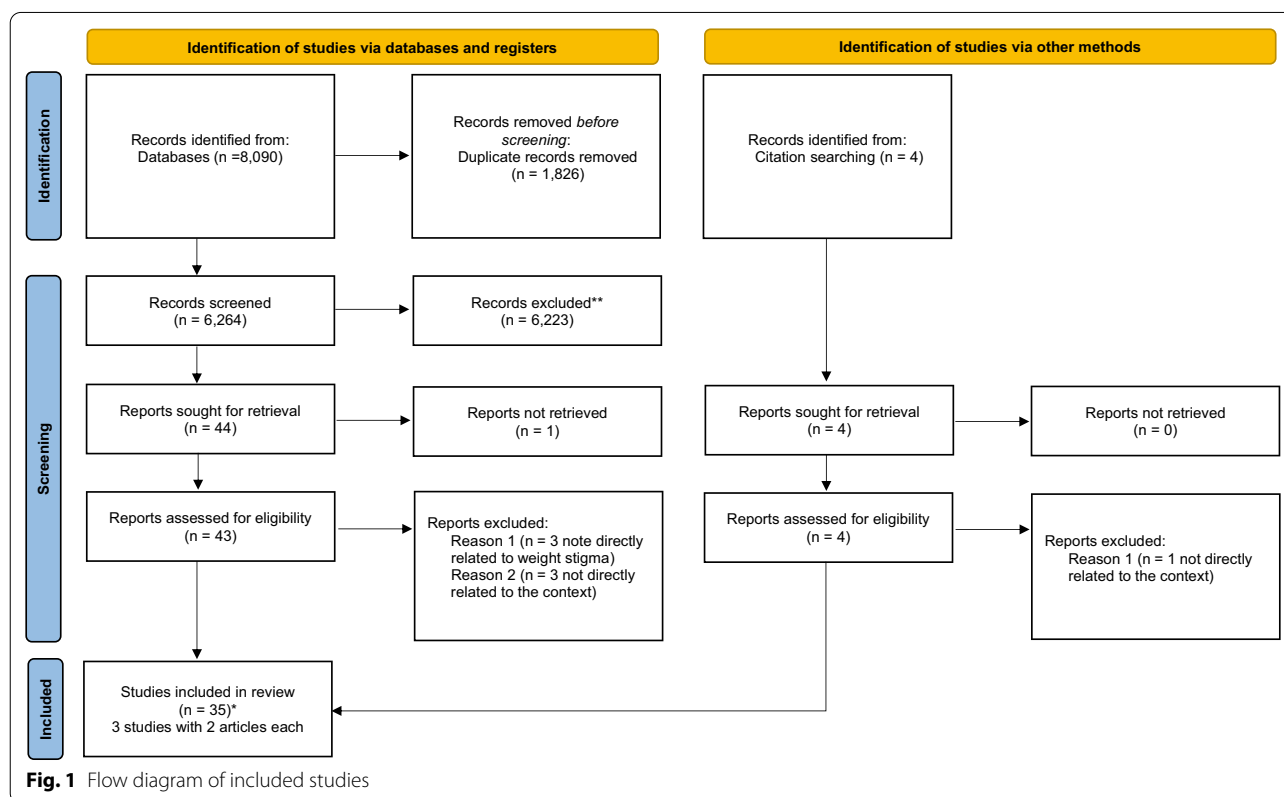 Identification of studies via databases and registers
Identification of studies via other methods
Identification
Records identified from:
Databases (n =8,090)
Records removed before
screening:
Duplicate records removed
(n = 1,826)
Records identified from:
Citation searching (n = 4)
Screening
Records screened
(n = 6,264)
Records excluded**
(n = 6,223)
Reports sought for retrieval
(n = 44)
Reports not retrieved
(n = 1)
Reports sought for retrieval
(n = 4)
Reports not retrieved
(n = 0)
Reports assessed for eligibility
(n = 43)
Reports excluded:
Reason 1 (n = 3 note directly
related to weight stigma)
Reason 2 (n = 3 not directly
related to the context)
Reports assessed for eligibility
(n = 4)
Reports excluded:
Reason 1 (n = 1 not directly
related to the context)
Included
Studies included in review
(n = 35)*
3 studies with 2 articles each
Fig. 1 Flow diagram of included studies